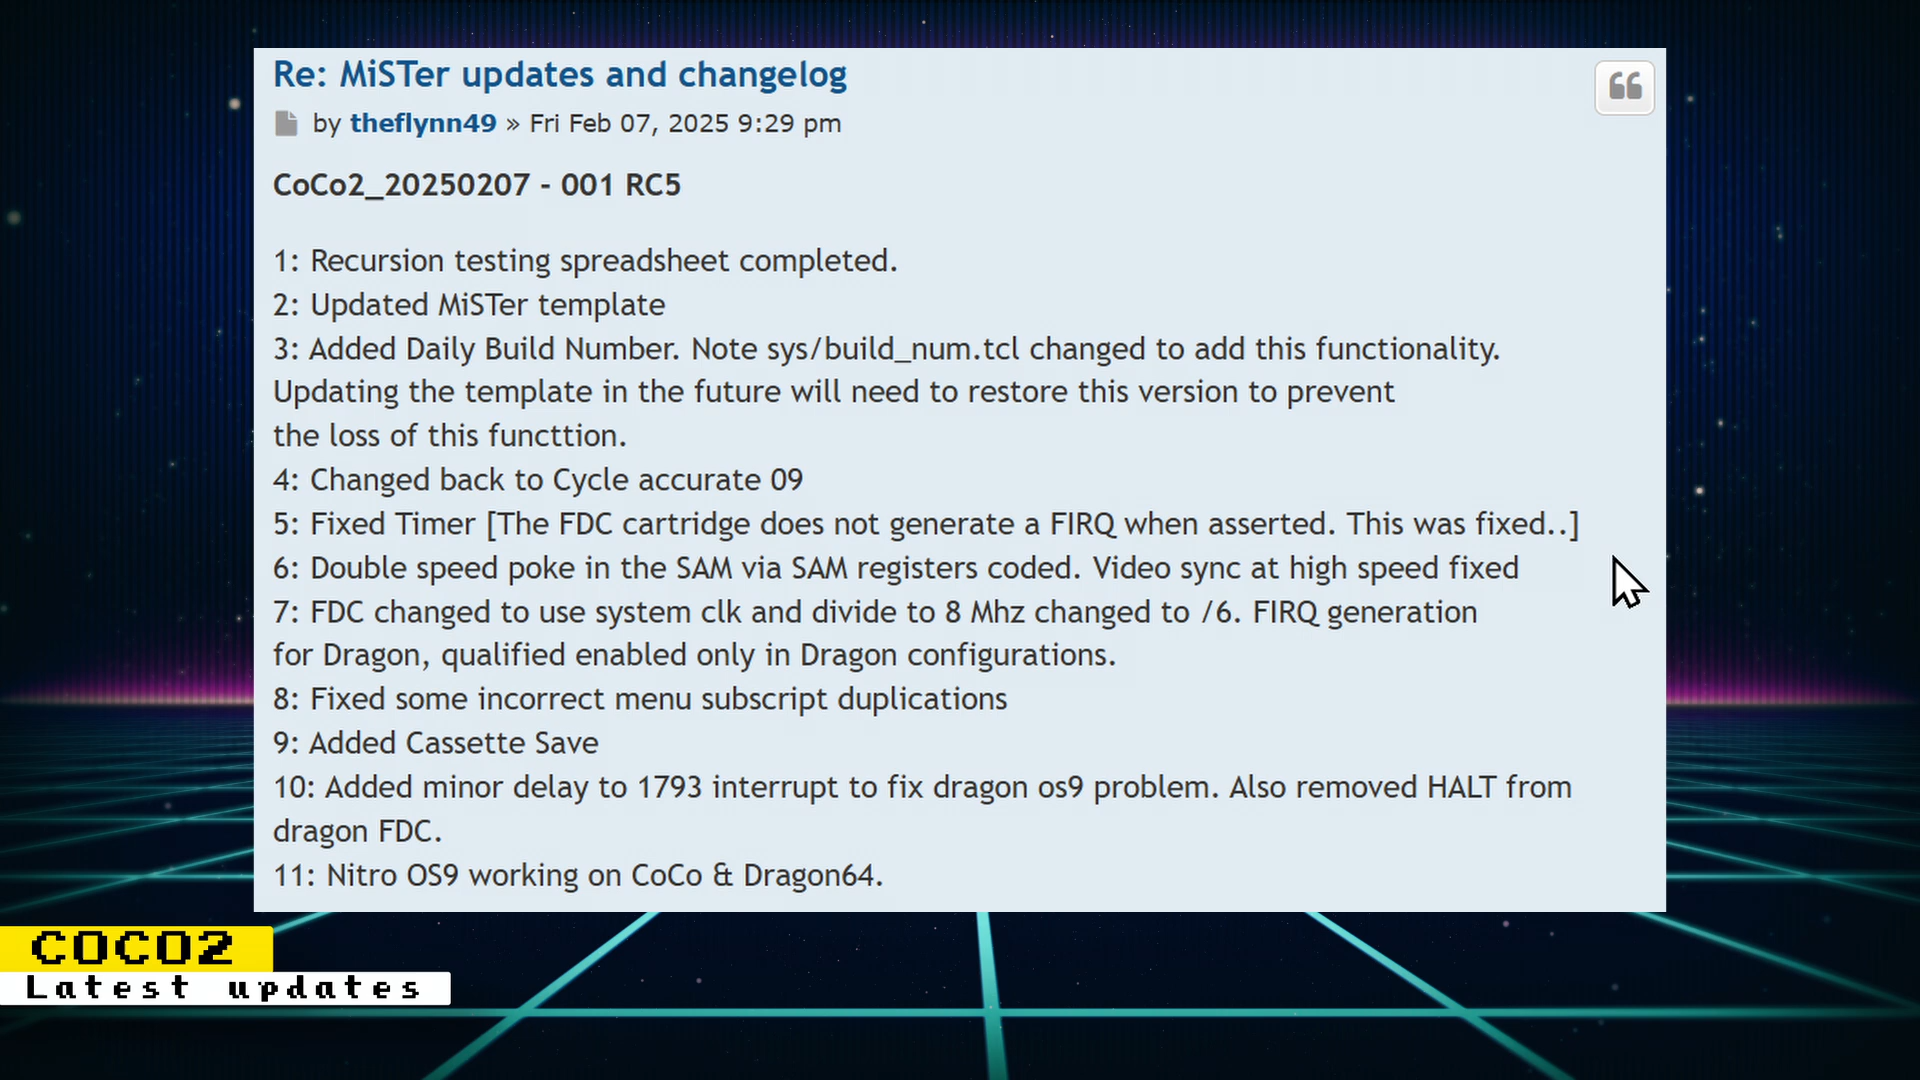 Re: MiSTer updates and changelog
by theflynn49 » Fri Feb 07, 2025 9:29 pm
CoCo2_20250207 - 001 RC5
1: Recursion testing spreadsheet completed.
2: Updated MiSTer template
3: Added Daily Build Number. Note sys/build_num.tcl changed to add this functionality.
Updating the template in the future will need to restore this version to prevent
the loss of this functtion.
4: Changed back to Cycle accurate 09
5: Fixed Timer [The FDC cartridge does not generate a FIRQ when asserted. This was fixed..]
6: Double speed poke in the SAM via SAM registers coded. Video sync at high speed fixed
7: FDC changed to use system clk and divide to 8 Mhz changed to /6. FIRQ generation
for Dragon, qualified enabled only in Dragon configurations.
8: Fixed some incorrect menu subscript duplications
9: Added Cassette Save
10: Added minor delay to 1793 interrupt to fix dragon os9 problem. Also removed HALT from
dragon FDC.
11: Nitro OS9 working on CoCo & Dragon64.
COCO2
Latest updates